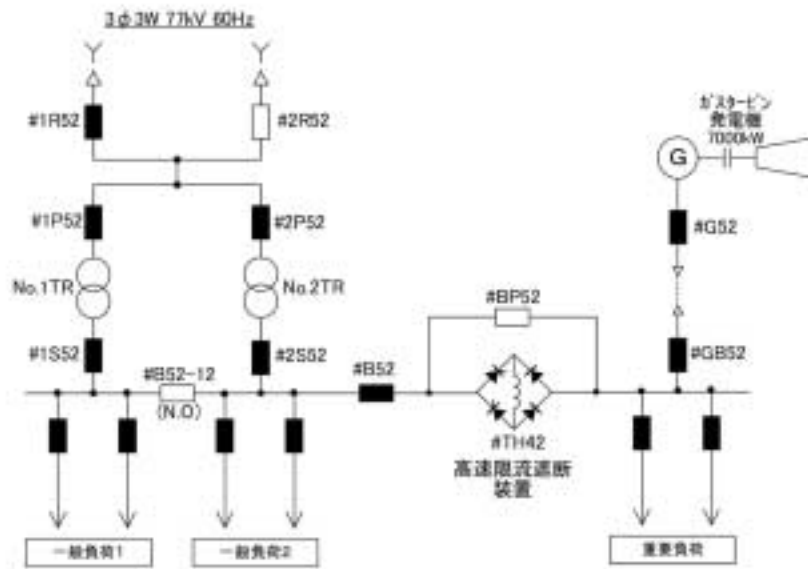 3φ3W 77kV 60Hz
#1R52
#2R52
ガスタービン
発電機
7000kW
G
#1P52
#2P52
#G52
No.1TR
No.2TR
#BP52
#1S52
#B52-12
(N.O)
#2S52
#B52
#GB52
#TH42
高速限流遮断
装置
一般負荷1
一般負荷2
重要負荷